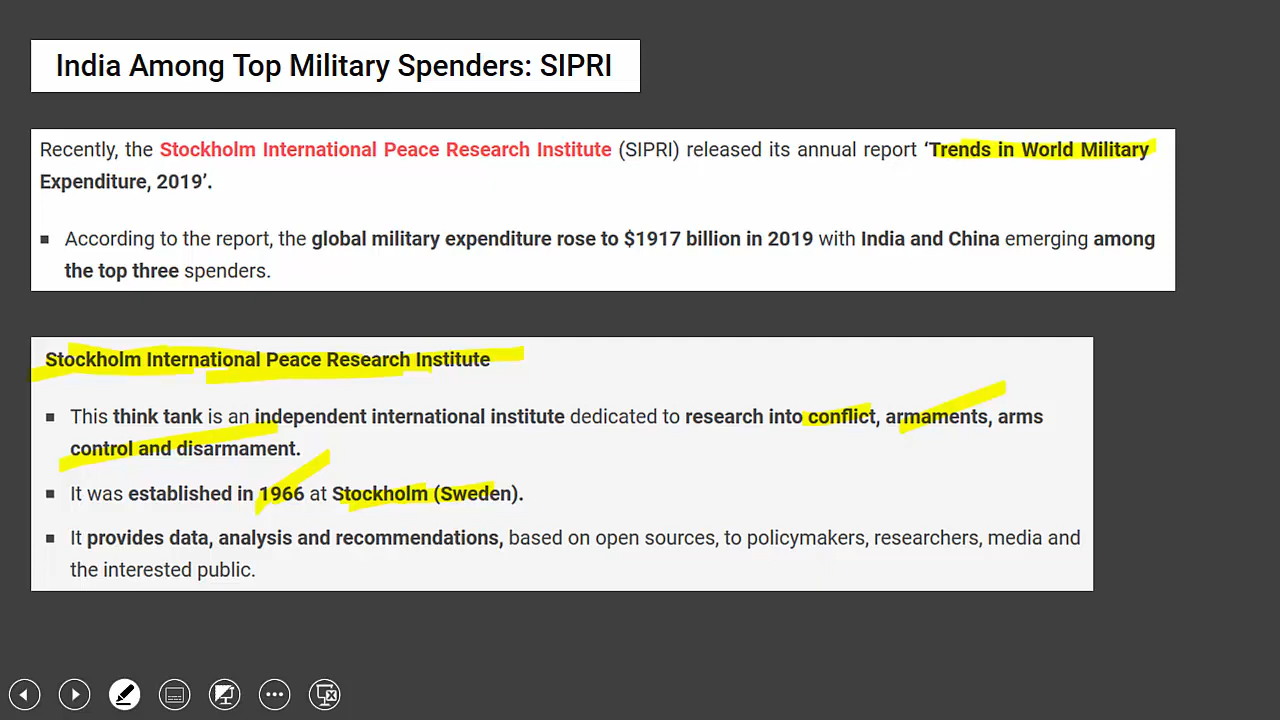 India Among Top Military Spenders: SIPRI
Recently, the Stockholm International Peace Research Institute (SIPRI) released its annual report ‘Trends in World Military
Expenditure, 2019’.
▪ According to the report, the global military expenditure rose to $1917 billion in 2019 with India and China emerging among
the top three spenders.
Stockholm International Peace Research Institute
▪ This think tank is an independent international institute dedicated to research into conflict, armaments, arms
control and disarmament.
▪ It was established in 1966 at Stockholm (Sweden).
▪ It provides data, analysis and recommendations, based on open sources, to policymakers, researchers, media and
the interested public.